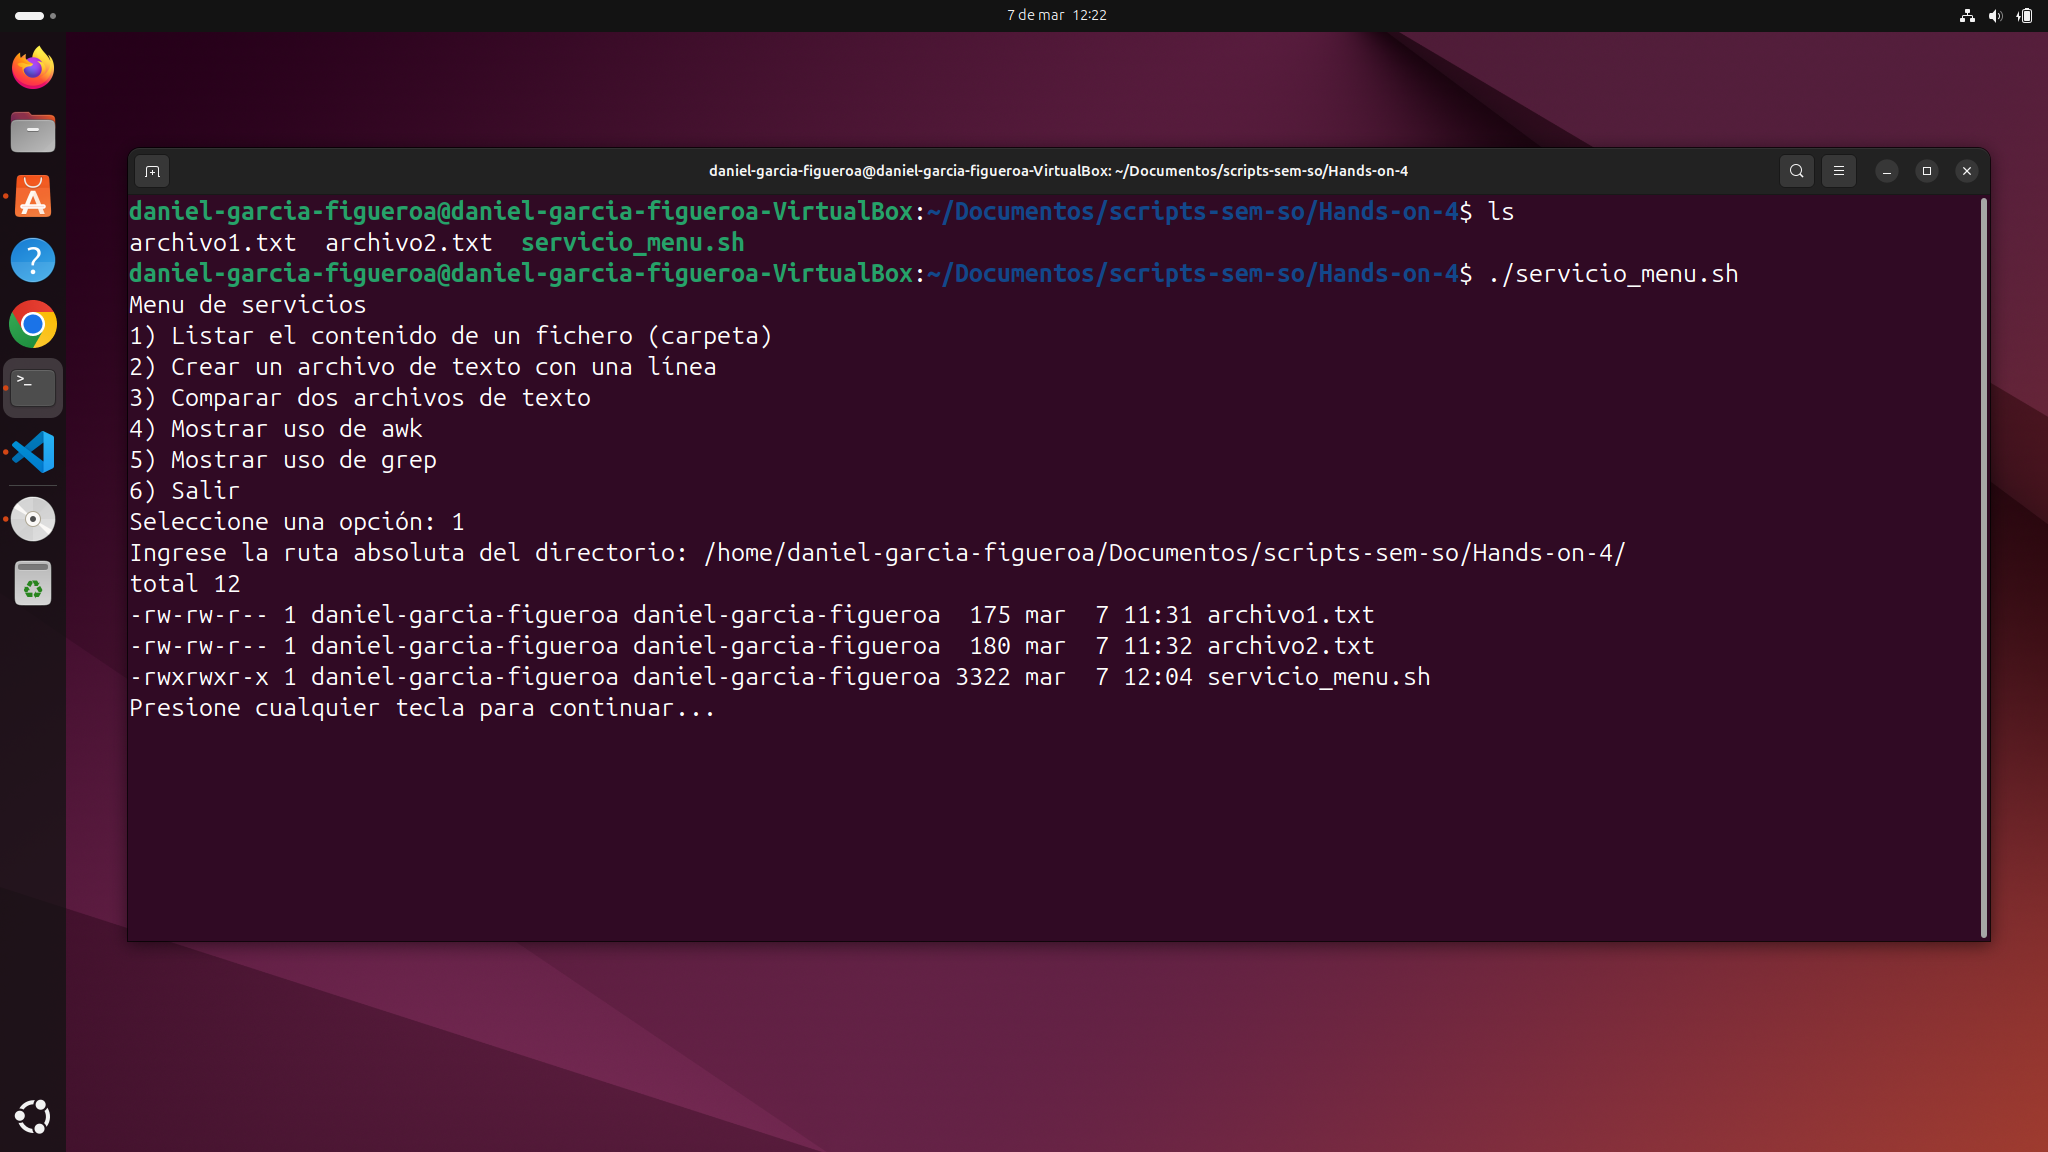 7 de mar 12:22
daniel-garcia-figueroa@daniel-garcia-figueroa-VirtualBox: ~/Documentos/scripts-sem-so/Hands-on-4
daniel-garcia-figueroa@daniel-garcia-figueroa-VirtualBox:~/Documentos/scripts-sem-so/Hands-on-4$ ls
archivo1.txt  archivo2.txt  servicio_menu.sh
daniel-garcia-figueroa@daniel-garcia-figueroa-VirtualBox:~/Documentos/scripts-sem-so/Hands-on-4$ ./servicio_menu.sh
Menu de servicios
1) Listar el contenido de un fichero (carpeta)
2) Crear un archivo de texto con una línea
3) Comparar dos archivos de texto
4) Mostrar uso de awk
5) Mostrar uso de grep
6) Salir
Seleccione una opción: 1
Ingrese la ruta absoluta del directorio: /home/daniel-garcia-figueroa/Documentos/scripts-sem-so/Hands-on-4/
total 12
-rw-rw-r-- 1 daniel-garcia-figueroa daniel-garcia-figueroa  175 mar  7 11:31 archivo1.txt
-rw-rw-r-- 1 daniel-garcia-figueroa daniel-garcia-figueroa  180 mar  7 11:32 archivo2.txt
-rwxrwxr-x 1 daniel-garcia-figueroa daniel-garcia-figueroa 3322 mar  7 12:04 servicio_menu.sh
Presione cualquier tecla para continuar...